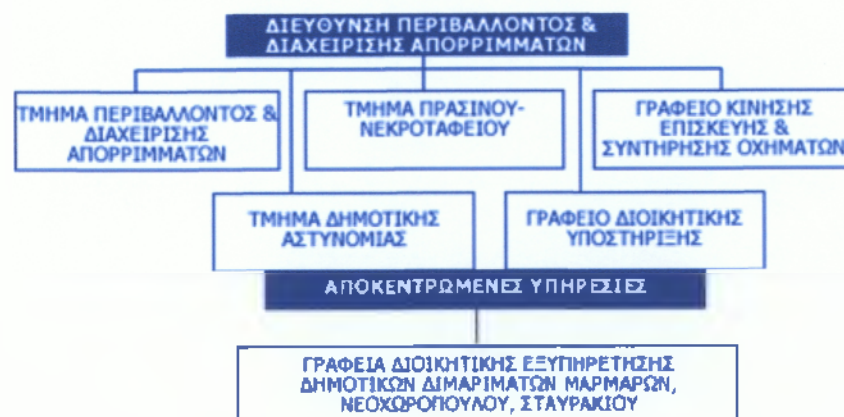 ΔΙΕΥΘΥΝΣΗ ΠΕΡΙΒΑΛΛΟΝΤΟΣ &
ΔΙΑΧΕΙΡΙΣΗΣ ΑΠΟΡΡΙΜΜΑΤΩΝ
ΤΜΗΜΑ ΠΕΡΙΒΑΛΛΟΝΤΟΣ &
ΔΙΑΧΕΙΡΙΣΗΣ
ΑΠΟΡΡΙΜΜΑΤΩΝ
ΤΜΗΜΑ ΠΡΑΣΙΝΟΥ-
ΝΕΚΡΟΤΑΦΕΙΟΥ
ΓΡΑΦΕΙΟ ΚΙΝΗΣΗΣ
ΕΠΙΣΚΕΥΗΣ &
ΣΥΝΤΗΡΗΣΗΣ ΟΧΗΜΑΤΩΝ
ΤΜΗΜΑ ΔΗΜΟΤΙΚΗΣ
ΑΣΤΥΝΟΜΙΑΣ
ΓΡΑΦΕΙΟ ΔΙΟΙΚΗΤΙΚΗΣ
ΥΠΟΣΤΗΡΙΞΗΣ
ΑΠΟΚΕΝΤΡΩΜΕΝΕΣ ΥΠΗΡΕΣΙΕΣ
ΓΡΑΦΕΙΑ ΔΙΟΙΚΗΤΙΚΗΣ ΕΞΥΠΗΡΕΤΗΣΗΣ
ΔΗΜΟΤΙΚΩΝ ΔΙΜΑΡΙΜΑΤΩΝ ΜΑΡΜΑΡΩΝ,
ΝΕΟΧΩΡΟΠΟΥΛΟΥ, ΣΤΑΥΡΑΚΙΟΥ